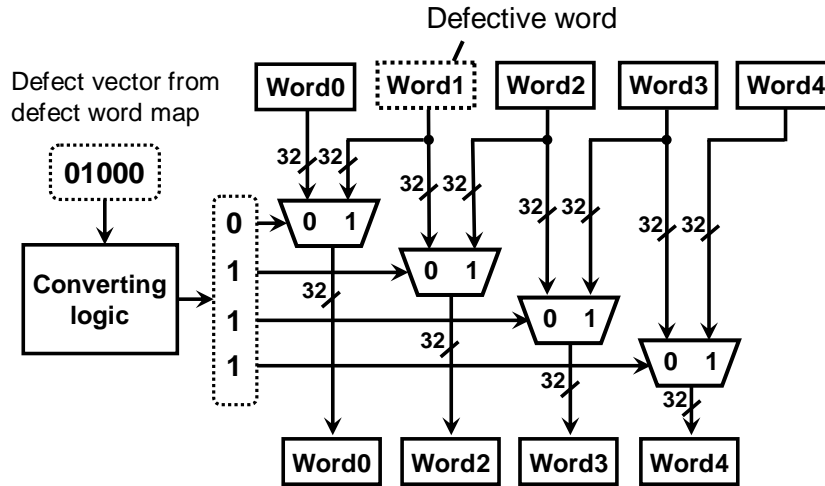 Defective word
Defect vector from
defect word map
Word0 Word1 Word2 Word3 Word4
01000
32 32 32 32 32 32 32 32
0 1
0
Converting
logic
1
0 1
32
1
0 1
32
1
0 1
32
32
Word0 Word2 Word3 Word4